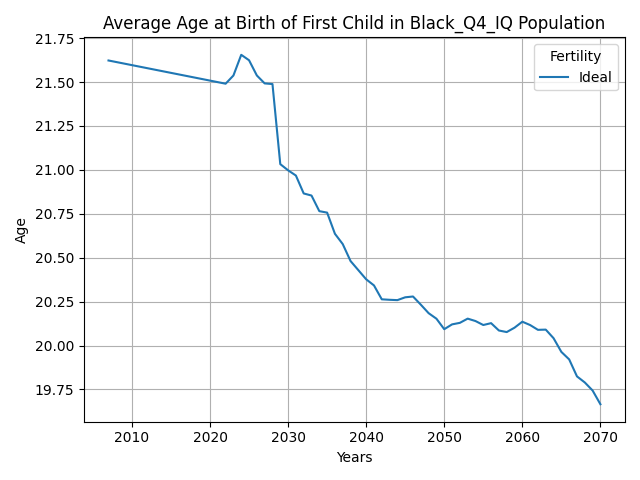 Average Age at Birth of First Child in Black_Q4_IQ Population
Fertility
Ideal
Age
21.75
21.50
21.25
21.00
20.75
20.50
20.25
20.00
19.75
2010 2020 2030 2040 2050 2060 2070
Years